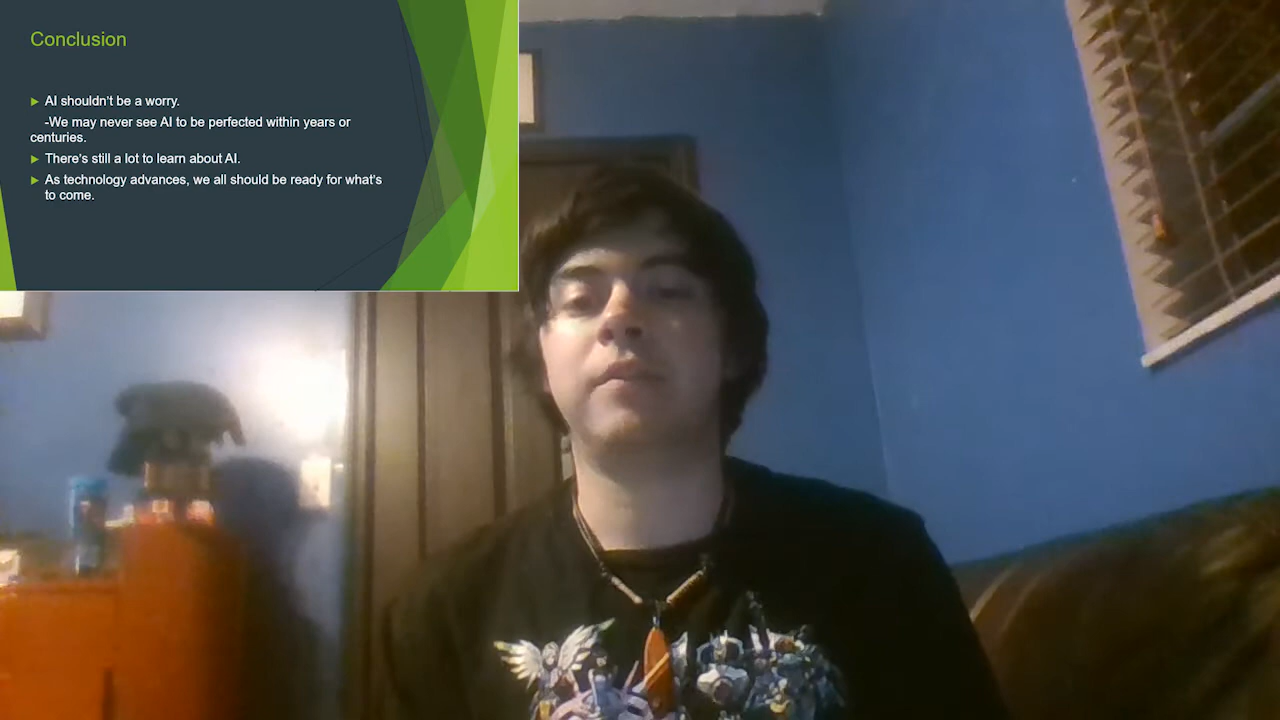 Conclusion
AI shouldn't be a worry.
-We may never see AI to be perfected within years or
centuries.
There's still a lot to learn about AI.
As technology advances, we all should be ready for what's
to come.